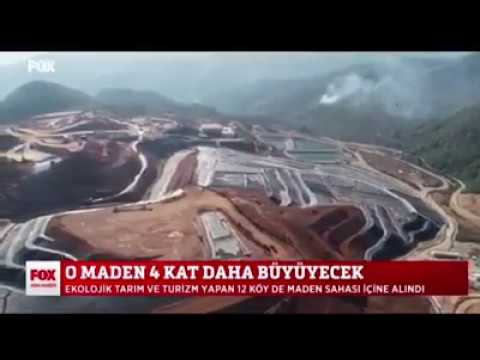 FOX
FOX
O MADEN 4 KAT DAHA BÜYÜYECEK
EKOLOJİK TARIM VE TURİZM YAPAN 12 KÖY DE MADEN SAHASI İÇİNE ALINDI